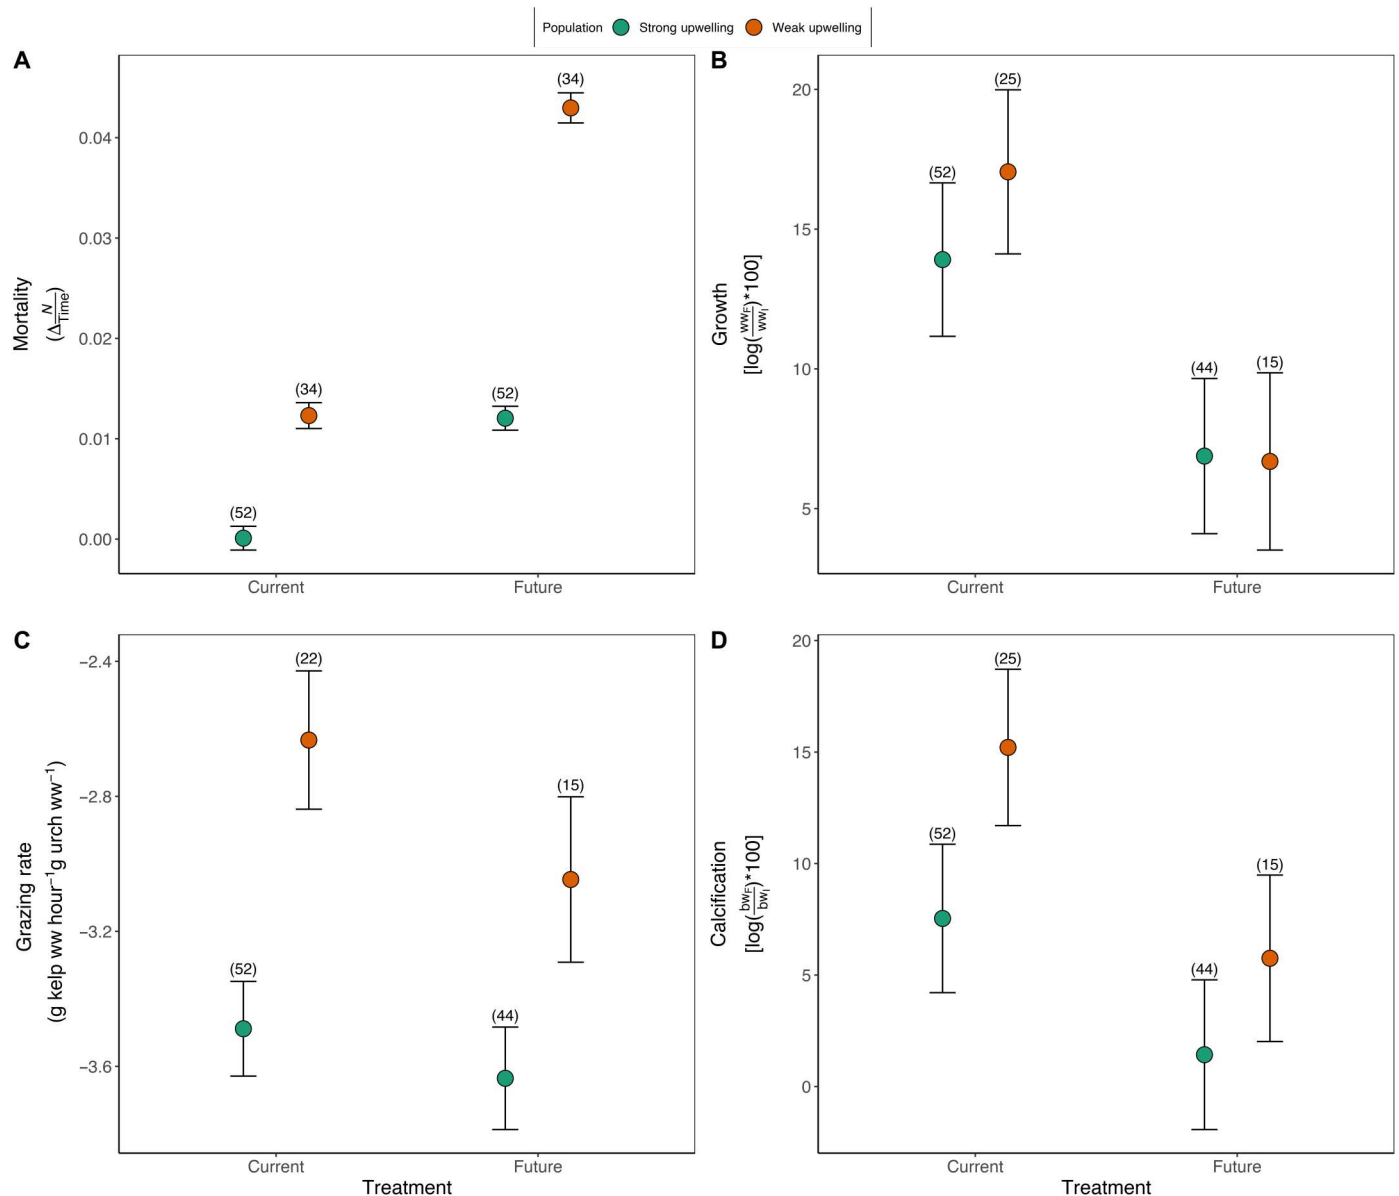 Population Strong upwelling Weak upwelling
A
(34)
0.04
0.03
Mortality
(Δ N/Time)
0.02
(34)
(52)
0.01
(52)
0.00
Current Future
B
(25)
20
(52)
15
Growth
[log(wwF/wwI)*100]
10
(44)
(15)
5
Current Future
C
(22)
−2.4
(15)
−2.8
Grazing rate
(g kelp ww hour−1g urch ww−1)
−3.2
(52)
(44)
−3.6
Current Future
Treatment
D
20
(25)
15
(52)
10
(15)
Calcification
[log(bwF/bwI)*100]
5
(44)
0
Current Future
Treatment